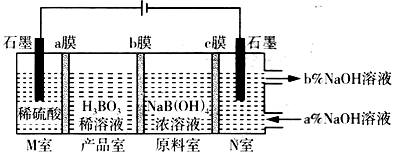 石墨 a膜 b膜 c膜 石墨
b%NaOH溶液
稀硫酸 H₃BO₃ 稀溶液 NaB(OH)₄ 浓溶液
a%NaOH溶液
M室 产品室 原料室 N室